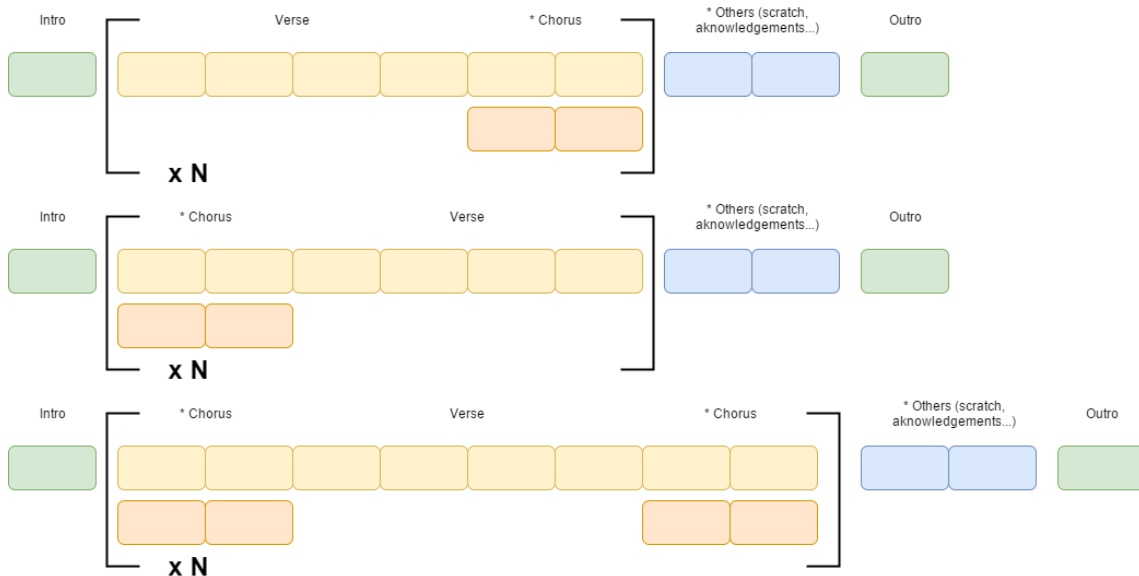 Intro
Verse
* Chorus
* Others (scratch,
aknowledgements...)
Outro
x N
Intro
* Chorus
Verse
* Others (scratch,
aknowledgements...)
Outro
x N
Intro
* Chorus
Verse
* Chorus
* Others (scratch,
aknowledgements...)
Outro
x N